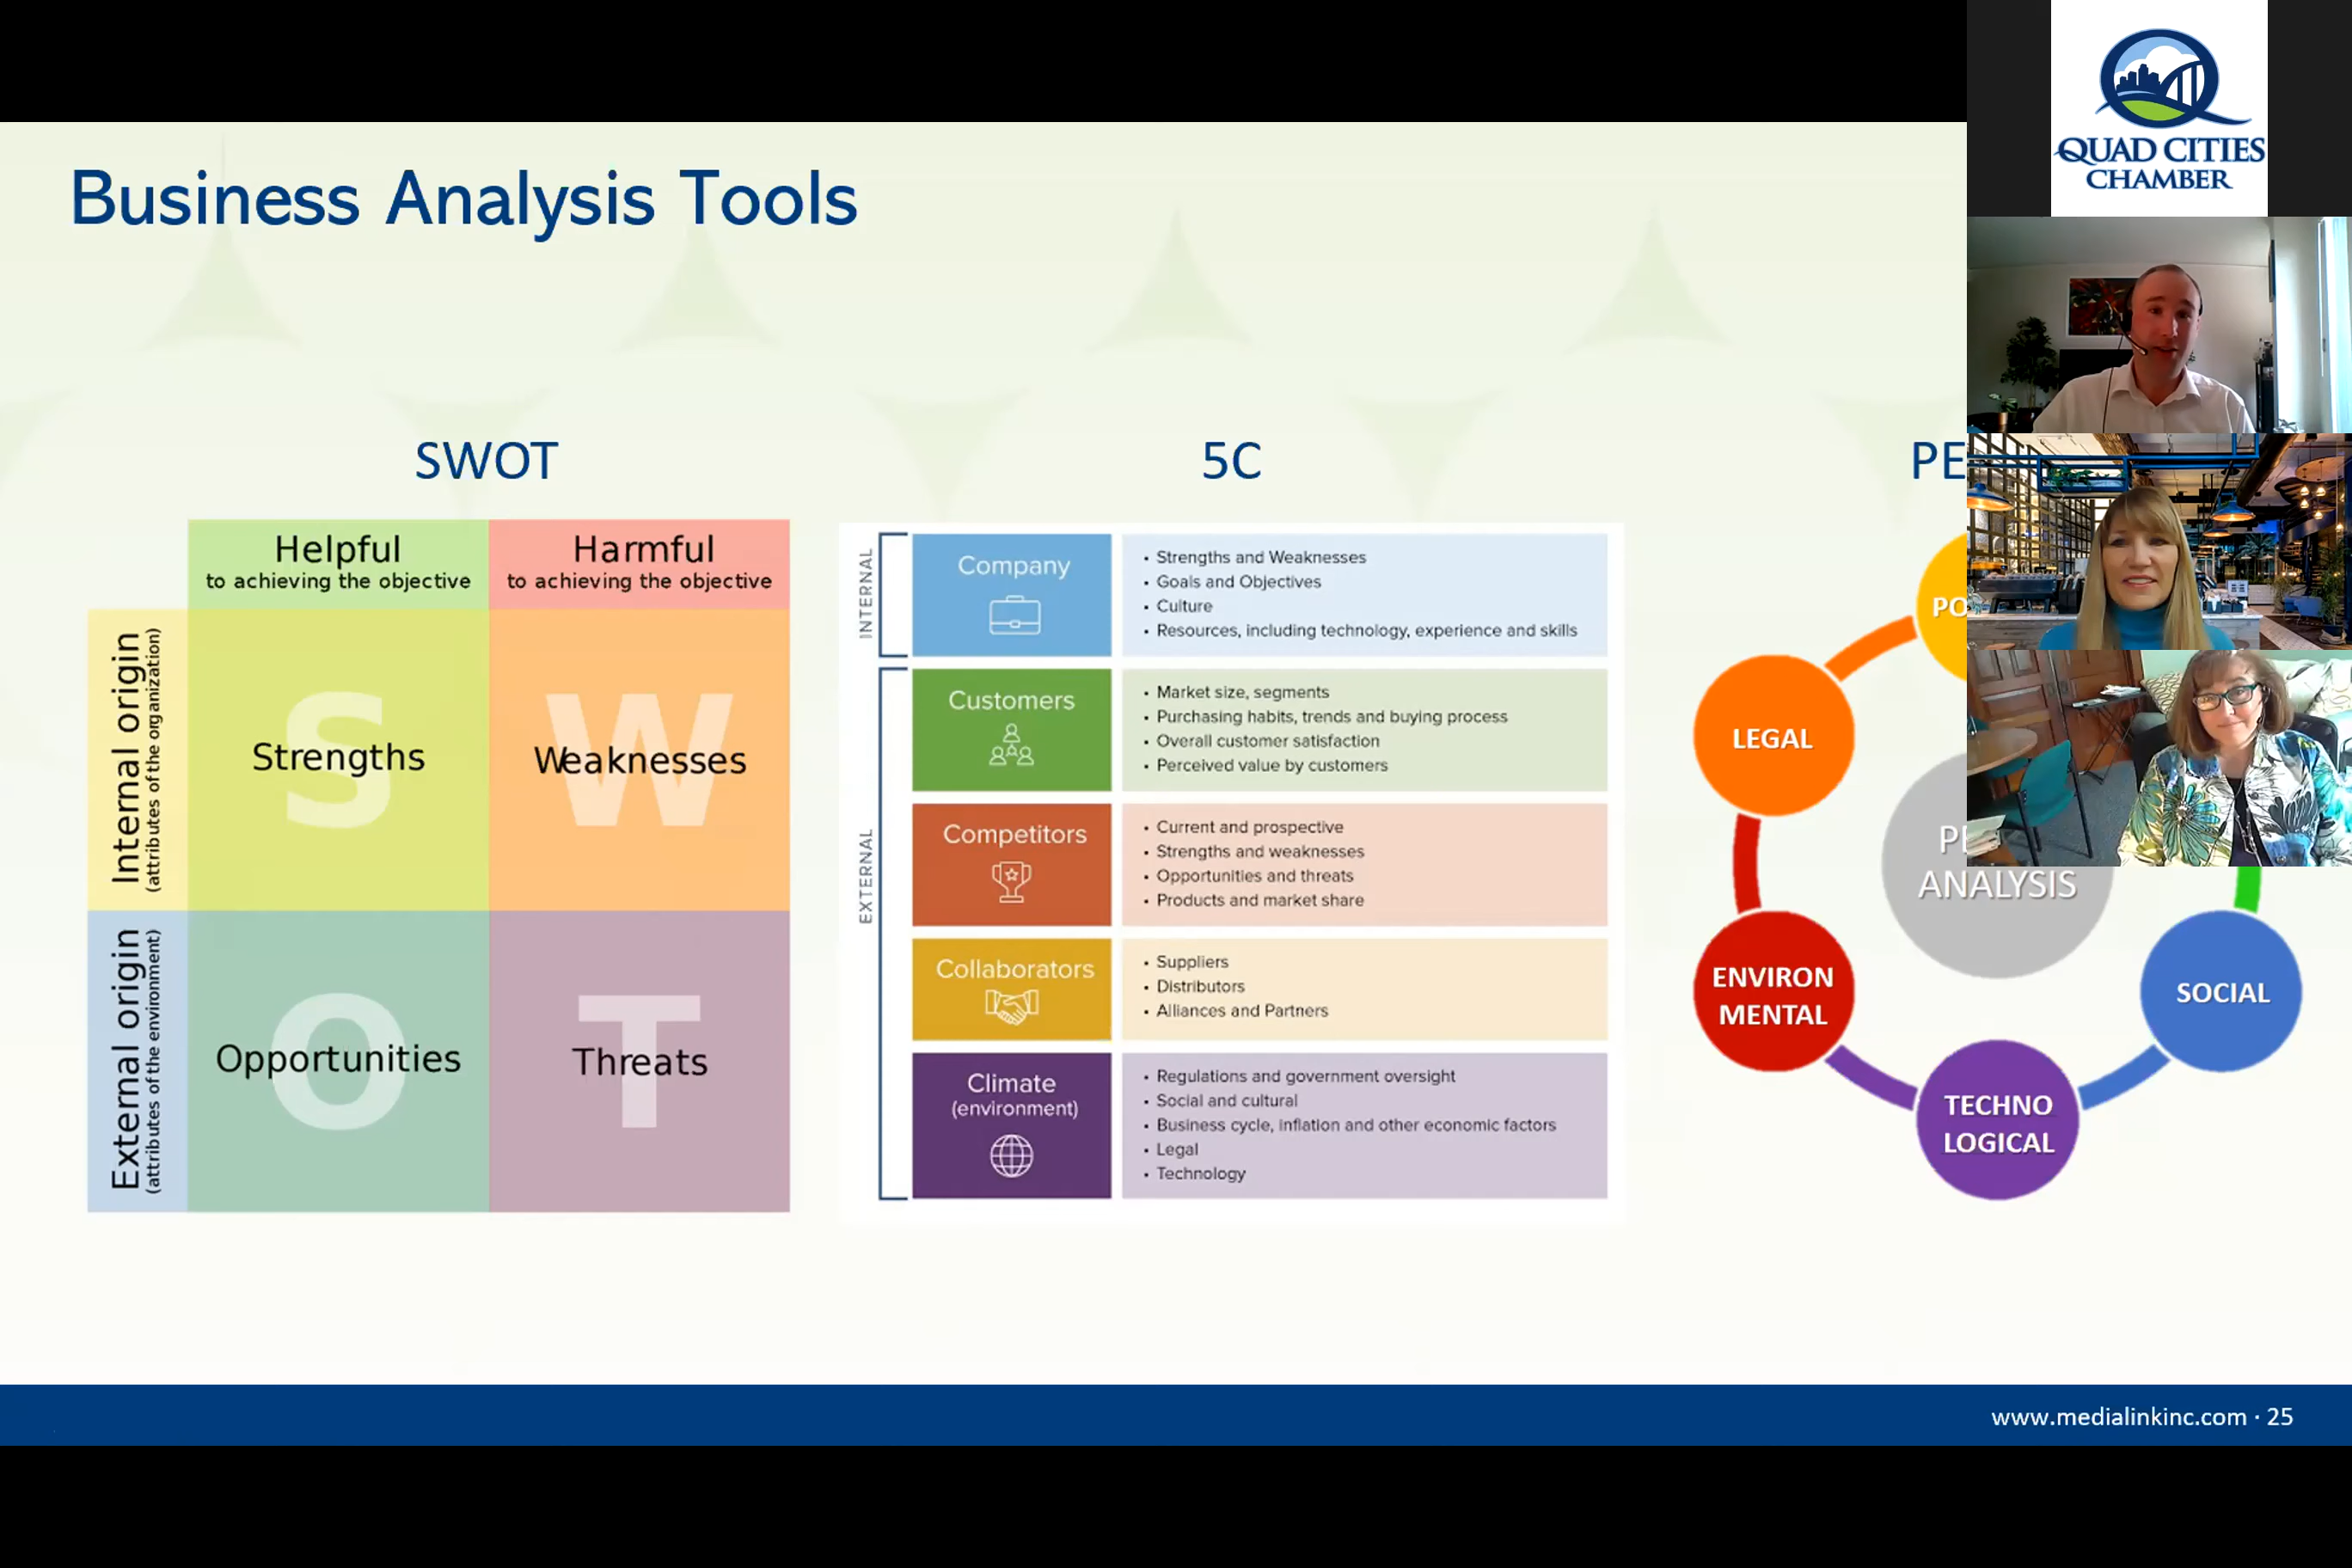 QUAD CITIES
CHAMBER
Business Analysis Tools
SWOT
Helpful
to achieving the objective
Harmful
to achieving the objective
Internal origin
(attributes of the organization)
S
Strengths
W
Weaknesses
External origin
(attributes of the environment)
O
Opportunities
T
Threats
5C
INTERNAL
Company
• Strengths and Weaknesses
• Goals and Objectives
• Culture
• Resources, including technology, experience and skills
EXTERNAL
Customers
• Market size, segments
• Purchasing habits, trends and buying process
• Overall customer satisfaction
• Perceived value by customers
Competitors
• Current and prospective
• Strengths and weaknesses
• Opportunities and threats
• Products and market share
Collaborators
• Suppliers
• Distributors
• Alliances and Partners
Climate
(environment)
• Regulations and government oversight
• Social and cultural
• Business cycle, inflation and other economic factors
• Legal
• Technology
PE
PO
LEGAL
ANALYSIS
ENVIRON
MENTAL
SOCIAL
TECHNO
LOGICAL
www.medialinkinc.com · 25